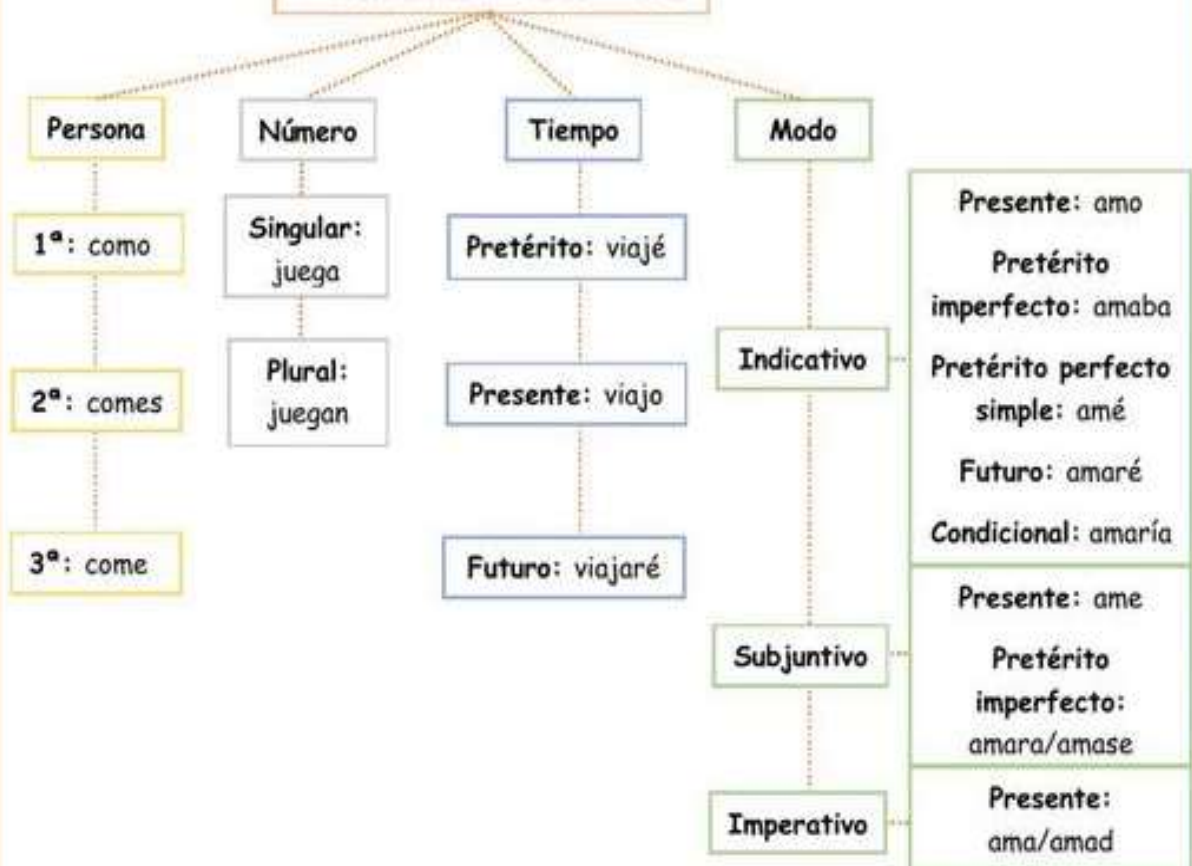 Persona
Número
Tiempo
Modo
1ª: como
2ª: comes
3ª: come
Singular:
juega
Plural:
juegan
Pretérito: viajé
Presente: viajo
Futuro: viajaré
Indicativo
Presente: amo
Pretérito
imperfecto: amaba
Pretérito perfecto
simple: amé
Futuro: amaré
Condicional: amaría
Subjuntivo
Presente: ame
Pretérito
imperfecto:
amara/amase
Imperativo
Presente:
ama/amad